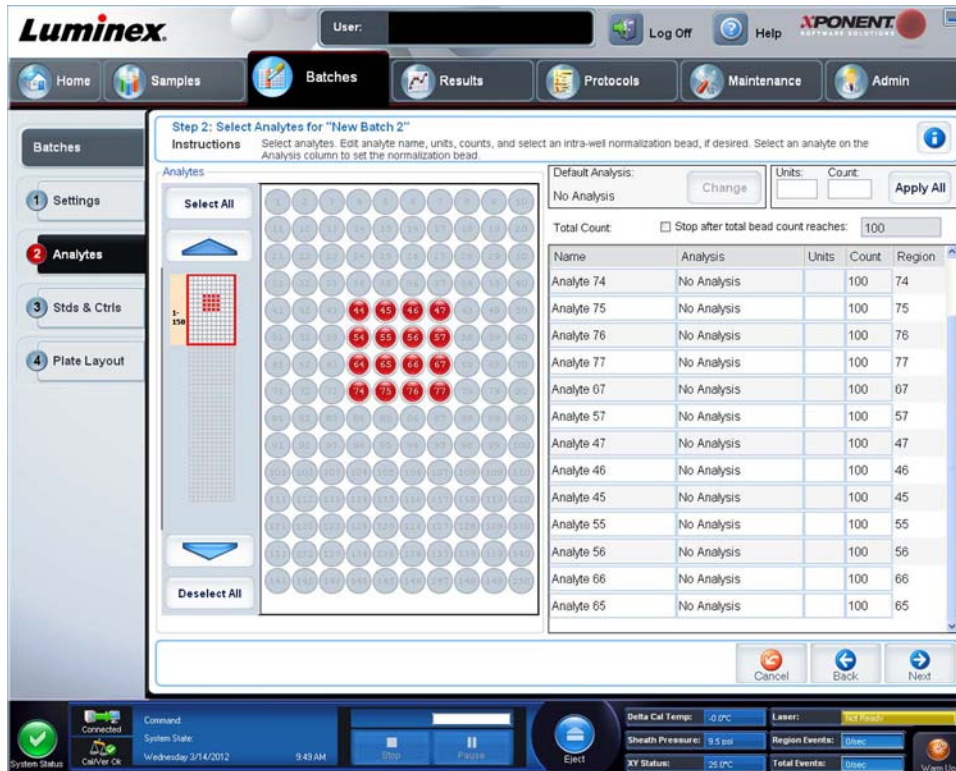 Luminex.
User:
Log Off
Help
XPONENT
SOFTWARE SOLUTIONS
Home
Samples
Batches
Results
Protocols
Maintenance
Admin
Batches
1 Settings
2 Analytes
3 Stds & Ctrls
4 Plate Layout
Step 2: Select Analytes for "New Batch 2"
Instructions
Select analytes. Edit analyte name, units, counts, and select an intra-well normalization bead, if desired. Select an analyte on the
Analysis column to set the normalization bead.
Analytes
Select All
1-
150
Deselect All
44 45 46 47
54 55 56 57
64 65 66 67
74 75 76 77
Default Analysis:
No Analysis
Change
Units: Count:
Apply All
Total Count:
Stop after total bead count reaches: 100
Name Analysis Units Count Region
Analyte 74 No Analysis 100 74
Analyte 75 No Analysis 100 75
Analyte 76 No Analysis 100 76
Analyte 77 No Analysis 100 77
Analyte 67 No Analysis 100 67
Analyte 57 No Analysis 100 57
Analyte 47 No Analysis 100 47
Analyte 46 No Analysis 100 46
Analyte 45 No Analysis 100 45
Analyte 55 No Analysis 100 55
Analyte 56 No Analysis 100 56
Analyte 66 No Analysis 100 66
Analyte 65 No Analysis 100 65
Cancel
Back
Next
System Status
Connected
Cal/Ver Ok
Command:
System State:
Wednesday 3/14/2012 9:49 AM
Stop
Pause
Eject
Delta Cal Temp: -0.0°C
Sheath Pressure: 9.5 psi
XY Status: 25.0°C
Laser: Not Ready
Region Events: 0/sec
Total Events: 0/sec
Warm Up